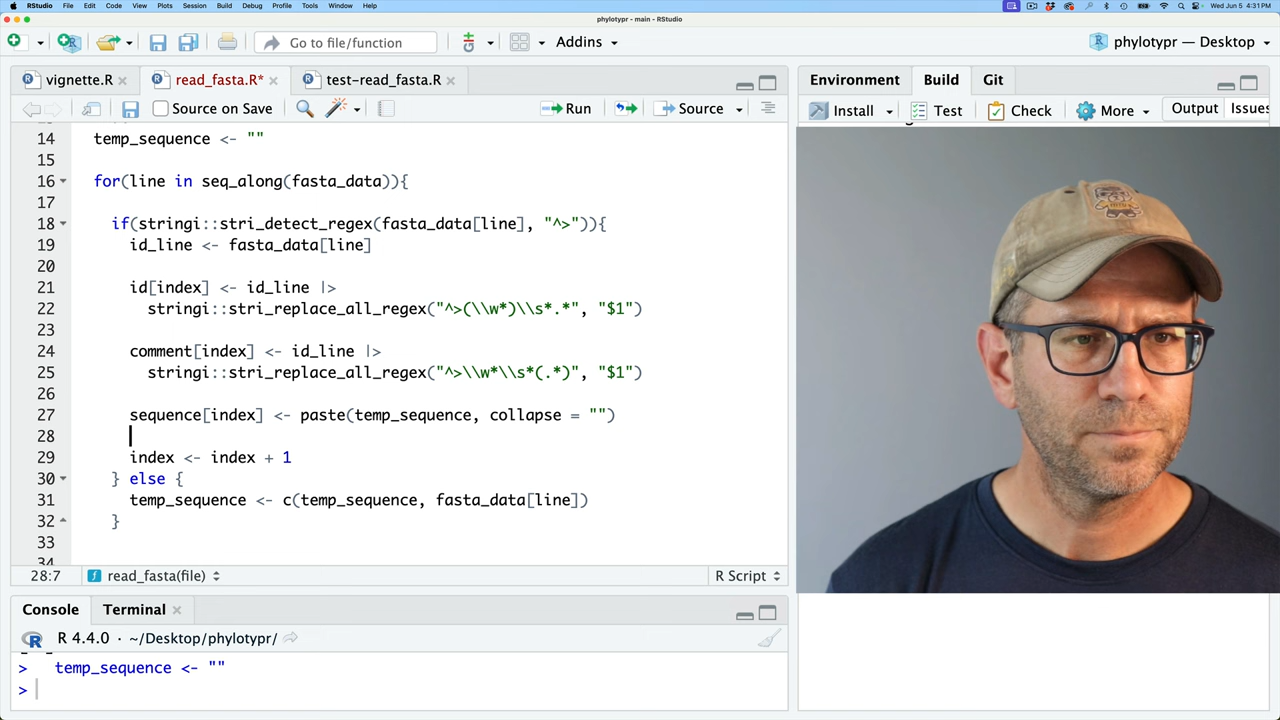 RStudio File Edit Code View Plots Session Build Debug Profile Tools Window Help Wed Jun 5 4:31 PM
phylotypr - main - RStudio
Go to file/function Addins phylotypr — Desktop
vignette.R read_fasta.R* test-read_fasta.R
Source on Save Run Source
14 temp_sequence <- ""
15
16 for(line in seq_along(fasta_data)){
17
18 if(stringi::stri_detect_regex(fasta_data[line], "^>")){
19 id_line <- fasta_data[line]
20
21 id[index] <- id_line |>
22 stringi::stri_replace_all_regex("^>(\\w*)\\s*.*", "$1")
23
24 comment[index] <- id_line |>
25 stringi::stri_replace_all_regex("^>\\w*\\s*(.*)", "$1")
26
27 sequence[index] <- paste(temp_sequence, collapse = "")
28
29 index <- index + 1
30 } else {
31 temp_sequence <- c(temp_sequence, fasta_data[line])
32 }
33
34
28:7 read_fasta(file) R Script
Console Terminal
R 4.4.0 · ~/Desktop/phylotypr/
> temp_sequence <- ""
>
Environment Build Git
Install Test Check More Output Issues